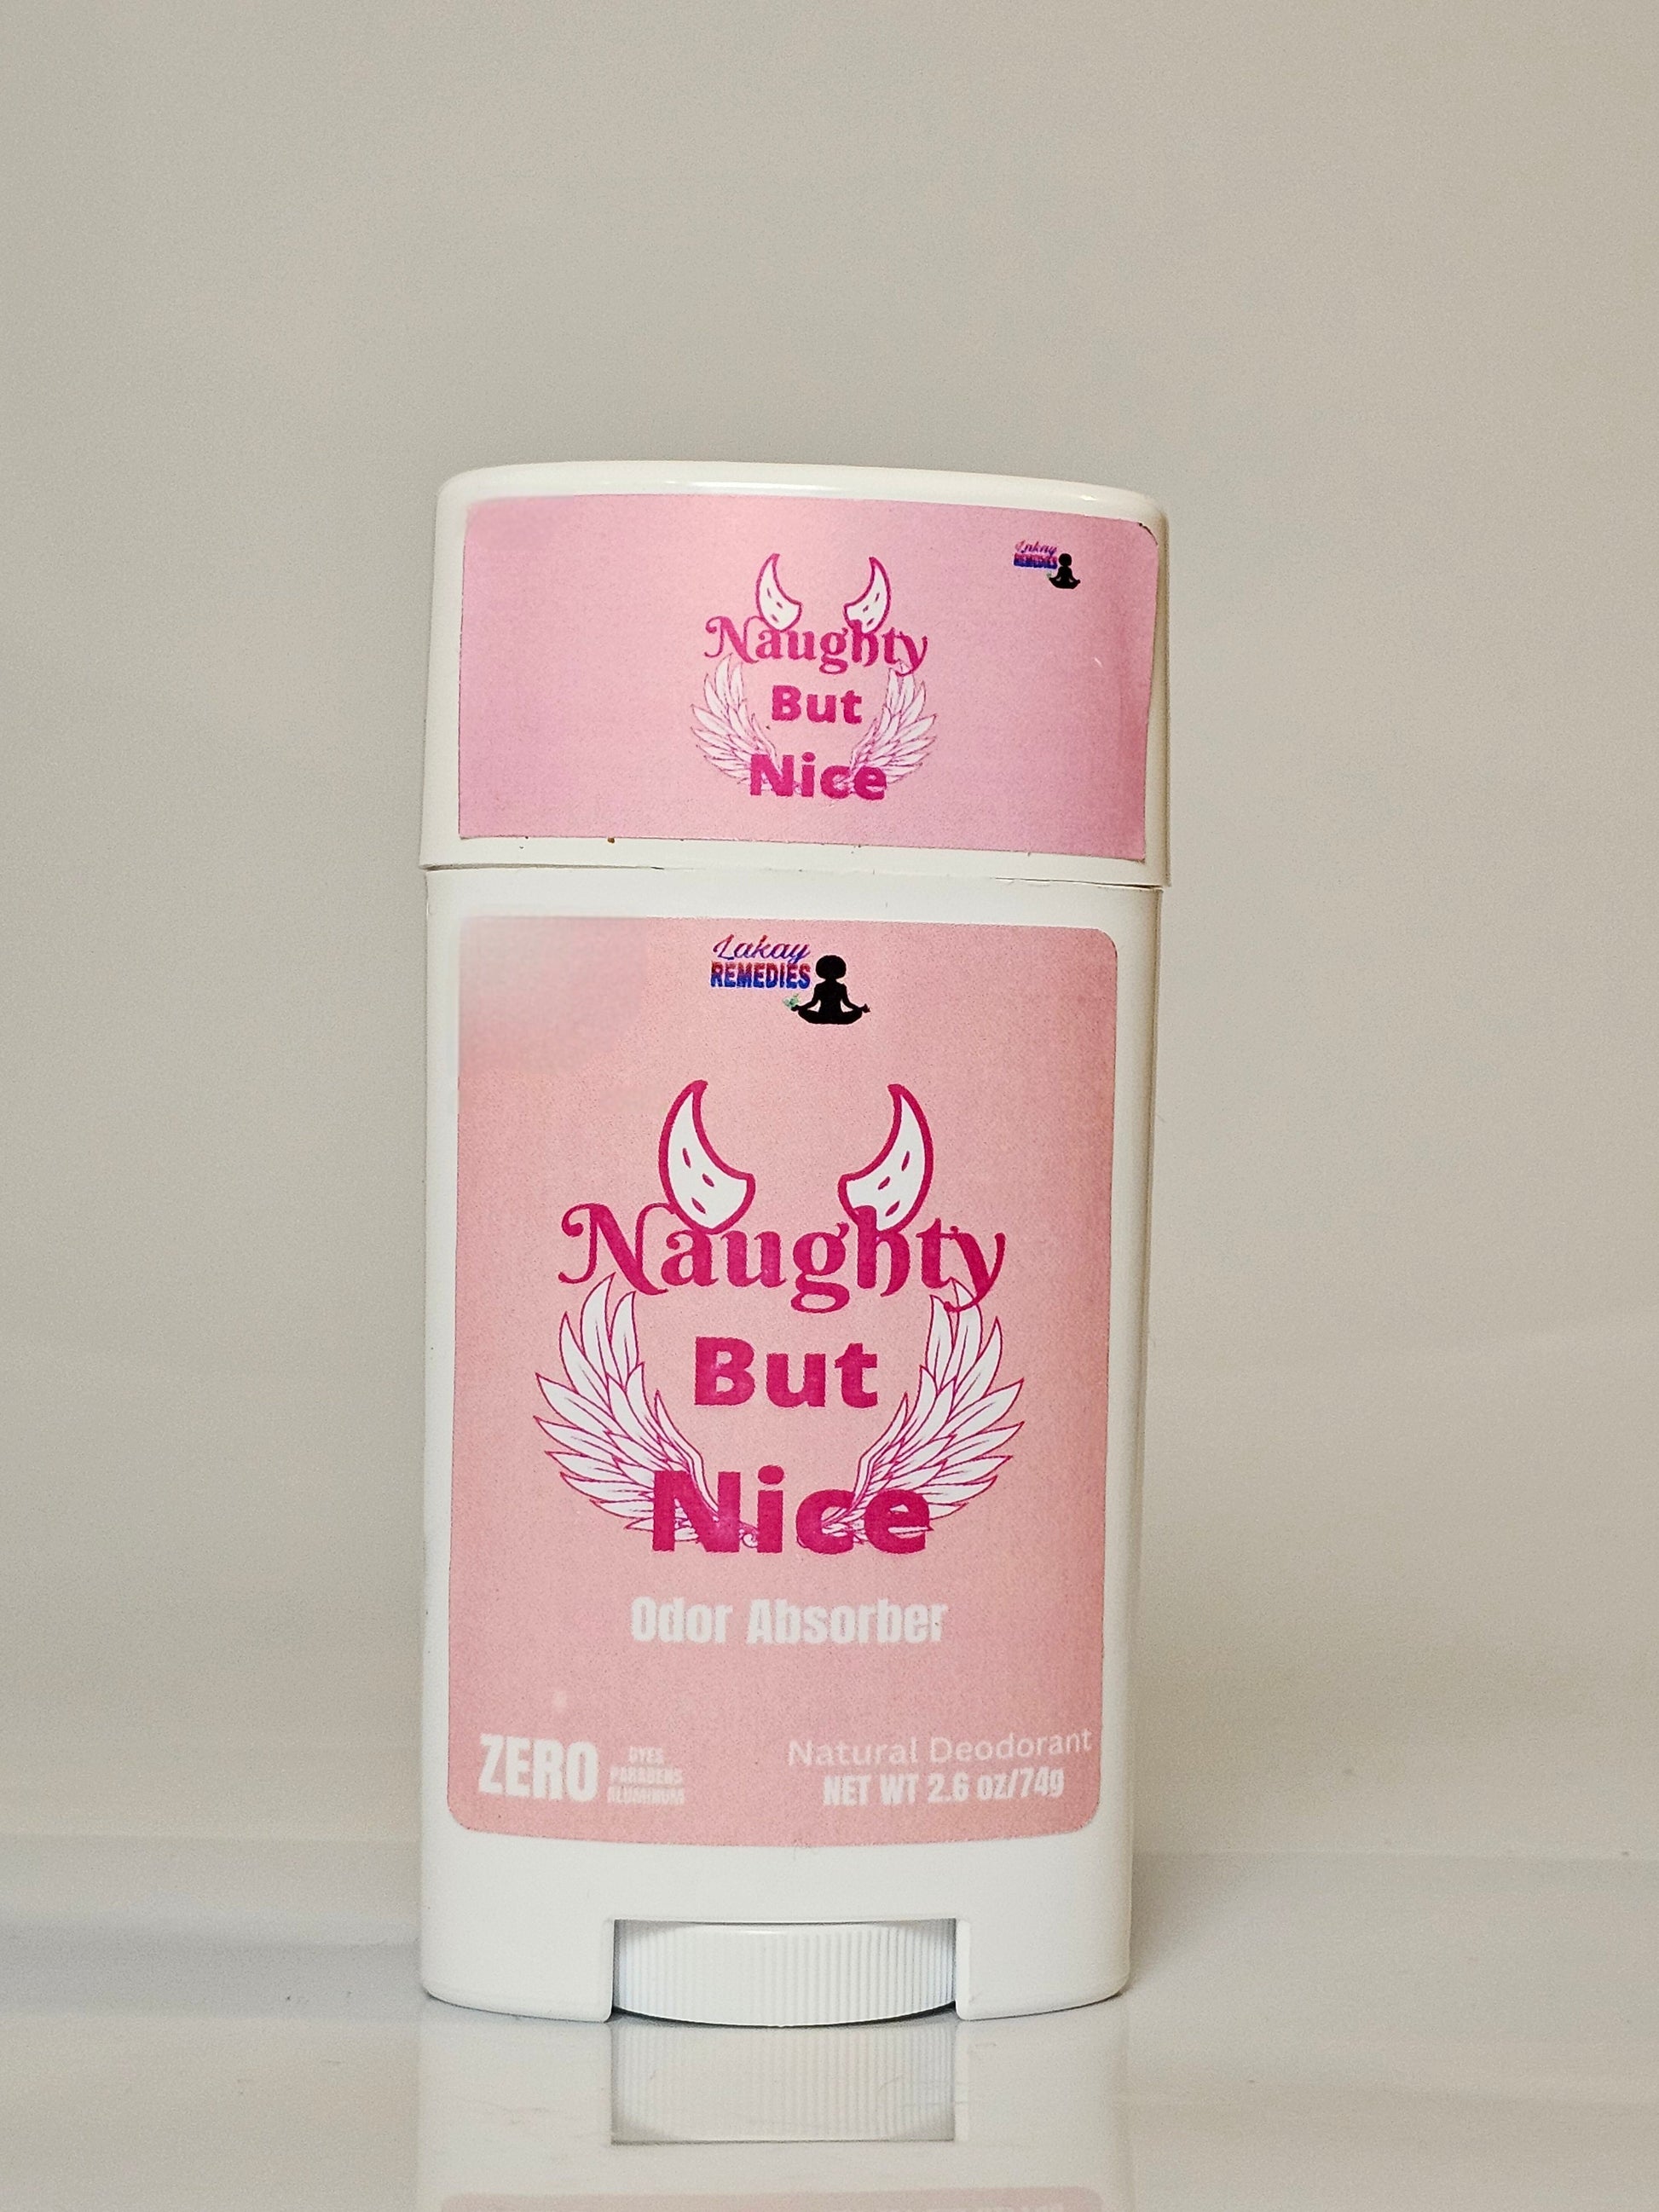 Lakay
REMEDIES
Naughty
But
Nice
Lakay
REMEDIES
Naughty
But
Nice
Odor Absorber
ZERO
DYES
PARABENS
ALUMINUM
Natural Deodorant
NET WT 2.6 oz/74g